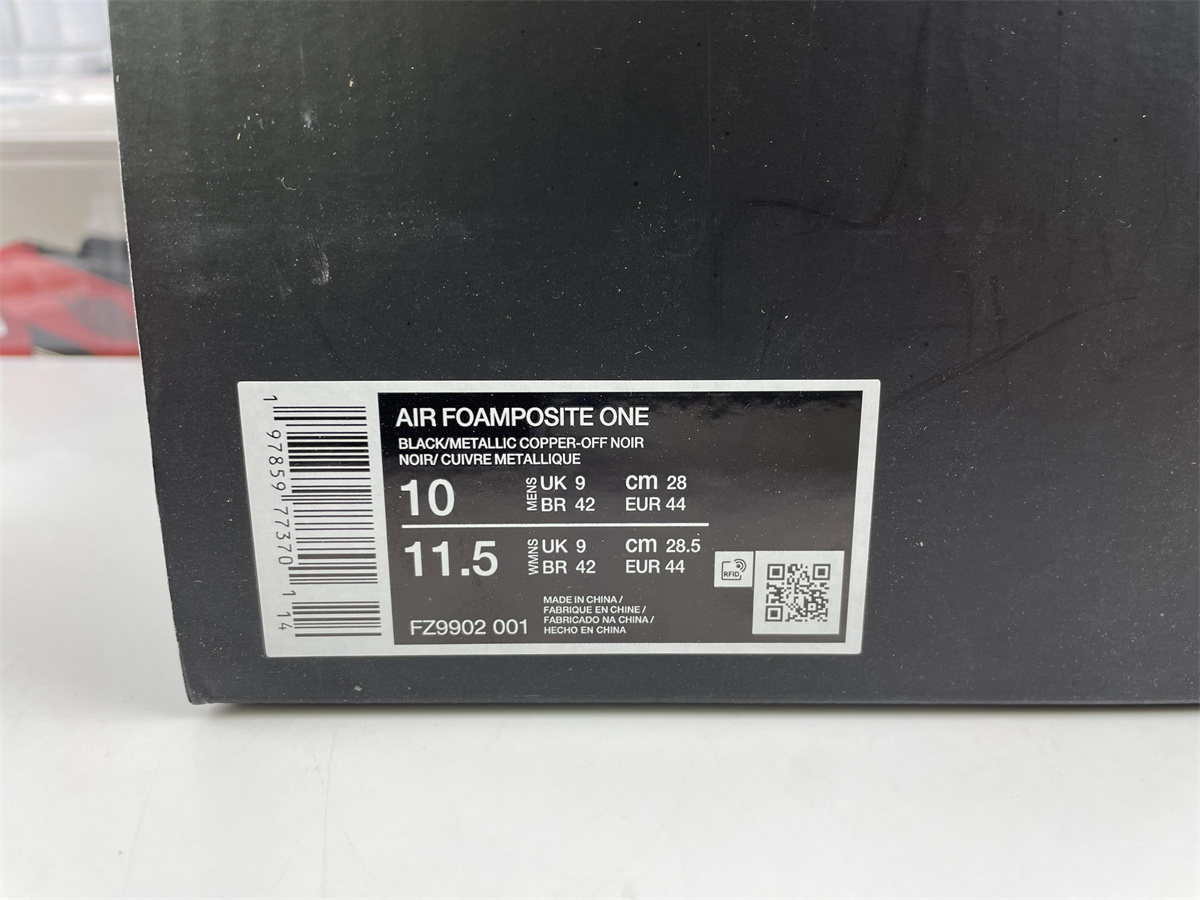 AIR FOAMPOSITE ONE
BLACK/METALLIC COPPER-OFF NOIR
NOIR/ CUIVRE METALLIQUE
10 MENS UK 9 cm 28
BR 42 EUR 44
11.5 WMNS UK 9 cm 28.5
BR 42 EUR 44
RFID
MADE IN CHINA /
FABRIQUE EN CHINE /
FABRICADO NA CHINA /
HECHO EN CHINA
FZ9902 001
1 97859 77370 1 14